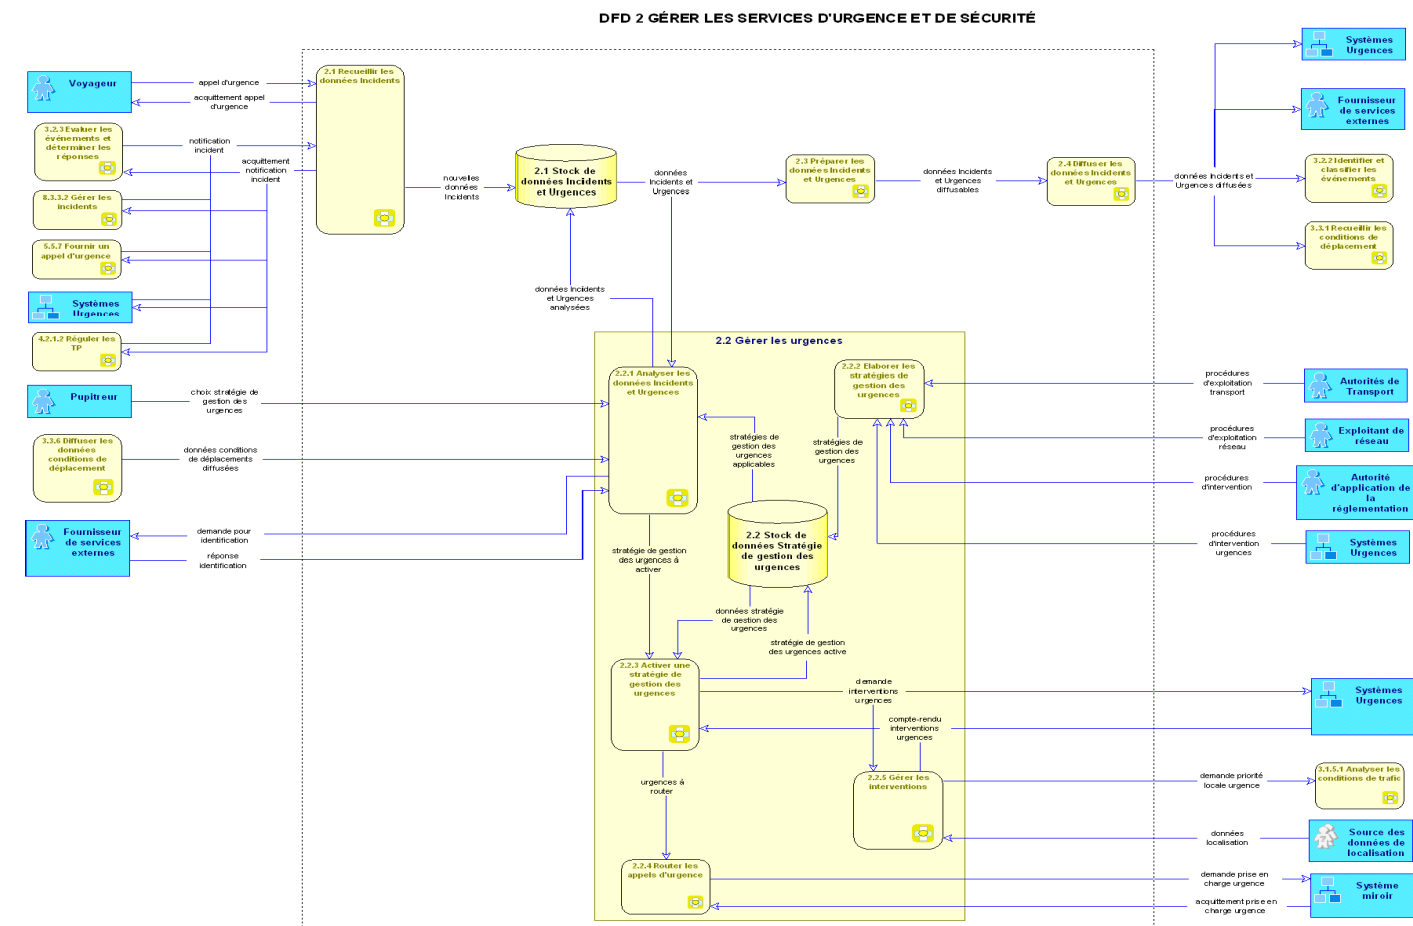 DFD 2 GÉRER LES SERVICES D'URGENCE ET DE SÉCURITÉ
Voyageur
appel d'urgence
acquittement appel
d'urgence
2.1 Recueillir les
données Incidents
3.2.3 Evaluer les
événements et
déterminer les
réponses
notification
incident
acquittement
notification
incident
8.3.3.2 Gérer les
incidents
5.5.7 Fournir un
appel d'urgence
Systèmes
Urgences
4.2.1.2 Réguler les
TP
nouvelles
données
Incidents
2.1 Stock de
données Incidents
et Urgences
données
Incidents et
Urgences
2.3 Préparer les
données Incidents
et Urgences
données Incidents
et Urgences
diffusables
2.4 Diffuser les
données Incidents
et Urgences
données Incidents et
Urgences diffusées
Systèmes
Urgences
Fournisseur
de services
externes
3.2.2 Identifier et
classifier les
événements
3.3.1 Recueillir les
conditions de
déplacement
données Incidents
et Urgences
analysées
2.2 Gérer les urgences
Pupitreur
choix stratégie de
gestion des
urgences
3.3.6 Diffuser les
données
conditions de
déplacement
données conditions
de déplacements
diffusées
Fournisseur
de services
externes
demande pour
identification
réponse
identification
2.2.1 Analyser les
données Incidents
et Urgences
2.2.2 Elaborer les
stratégies de
gestion des
urgences
stratégies de
gestion des
urgences
applicables
stratégies de
gestion des
urgences
procédures
d'exploitation
transport
Autorités de
Transport
procédures
d'exploitation
réseau
Exploitant de
réseau
procédures
d'intervention
Autorité
d'application de
la
réglementation
procédures
d'intervention
urgences
Systèmes
Urgences
2.2 Stock de
données Stratégie
de gestion des
urgences
stratégie de gestion
des urgences à
activer
données stratégie
de gestion des
urgences
stratégie de gestion
des urgences active
2.2.3 Activer une
stratégie de
gestion des
urgences
demande
interventions
urgences
compte-rendu
interventions
urgences
Systèmes
Urgences
urgences à
router
2.2.5 Gérer les
interventions
demande priorité
locale urgence
3.1.5.1 Analyser les
conditions de trafic
données
localisation
Source des
données de
localisation
2.2.4 Router les
appels d'urgence
demande prise en
charge urgence
acquittement prise en
charge urgence
Système
miroir